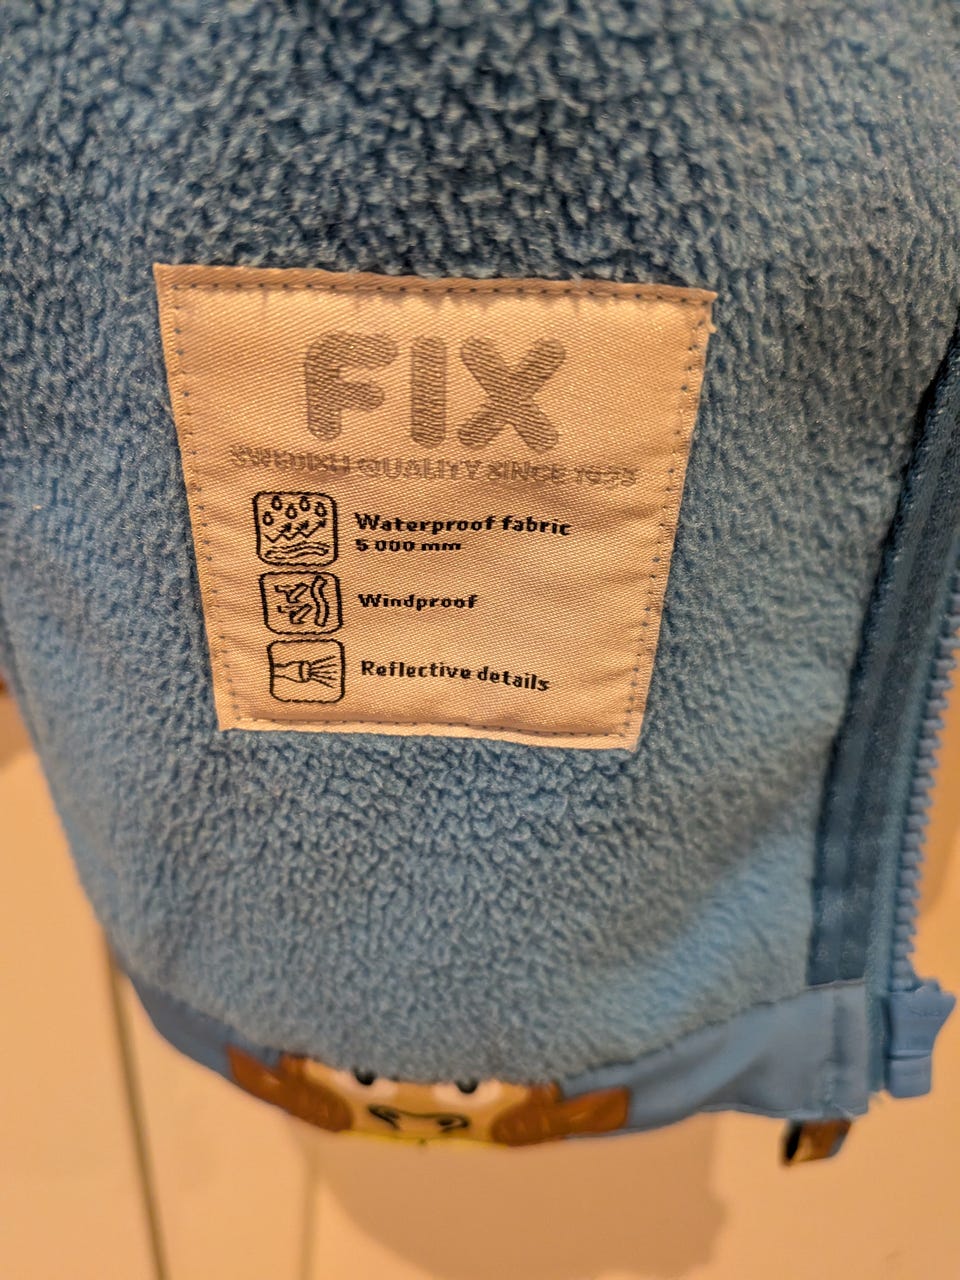 FIX
SWEDISH QUALITY SINCE
Waterproof fabric
5 000 mm
Windproof
Reflective details